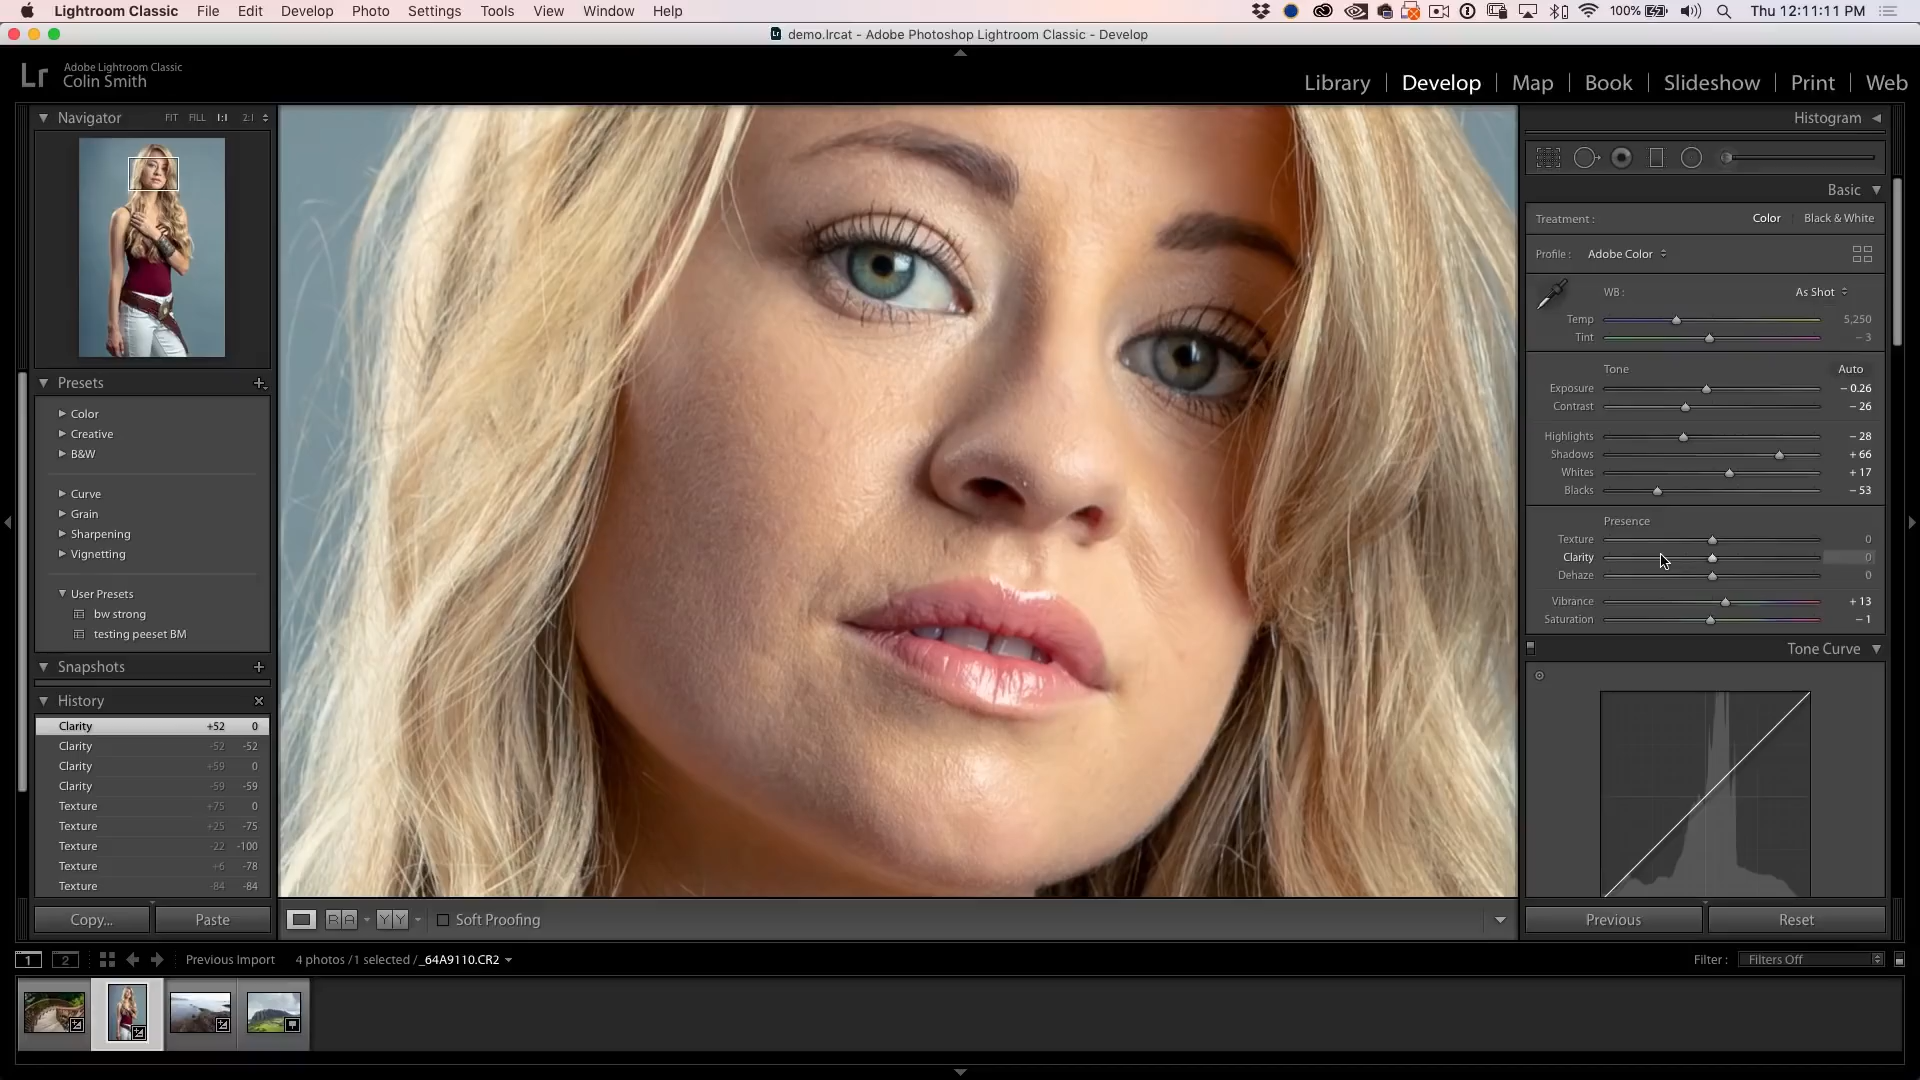 Lightroom Classic File Edit Develop Photo Settings Tools View Window Help 100% Thu 12:11:11 PM
demo.lrcat - Adobe Photoshop Lightroom Classic - Develop
Lr Adobe Lightroom Classic
Colin Smith
Library | Develop | Map | Book | Slideshow | Print | Web
Navigator FIT FILL 1:1 2:1
Presets +
Color
Creative
B&W
Curve
Grain
Sharpening
Vignetting
User Presets
bw strong
testing peeset BM
Snapshots +
History ×
Clarity +52 0
Clarity -52 -52
Clarity +59 0
Clarity -59 -59
Texture +75 0
Texture +25 -75
Texture -22 -100
Texture +6 -78
Texture -84 -84
Copy... Paste
R A Y Y Soft Proofing
Histogram
Basic
Treatment : Color Black & White
Profile : Adobe Color
WB : As Shot
Temp 5,250
Tint − 3
Tone Auto
Exposure − 0.26
Contrast − 26
Highlights − 28
Shadows + 66
Whites + 17
Blacks − 53
Presence
Texture 0
Clarity 0
Dehaze 0
Vibrance + 13
Saturation − 1
Tone Curve
Previous Reset
1 2 Previous Import 4 photos / 1 selected / _64A9110.CR2 Filter : Filters Off